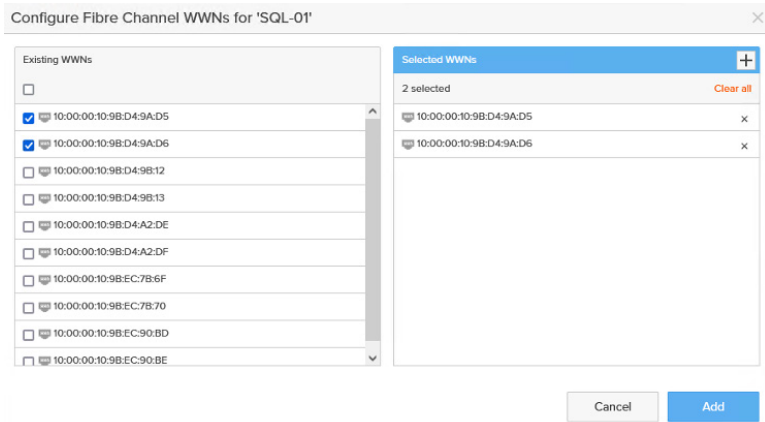 Configure Fibre Channel WWNs for 'SQL-01'
Existing WWNs
10:00:00:10:9B:D4:9A:D5
10:00:00:10:9B:D4:9A:D6
10:00:00:10:9B:D4:9B:12
10:00:00:10:9B:D4:9B:13
10:00:00:10:9B:D4:A2:DE
10:00:00:10:9B:D4:A2:DF
10:00:00:10:9B:EC:7B:6F
10:00:00:10:9B:EC:7B:70
10:00:00:10:9B:EC:90:BD
10:00:00:10:9B:EC:90:BE
Selected WWNs
2 selected Clear all
10:00:00:10:9B:D4:9A:D5
10:00:00:10:9B:D4:9A:D6
Cancel Add